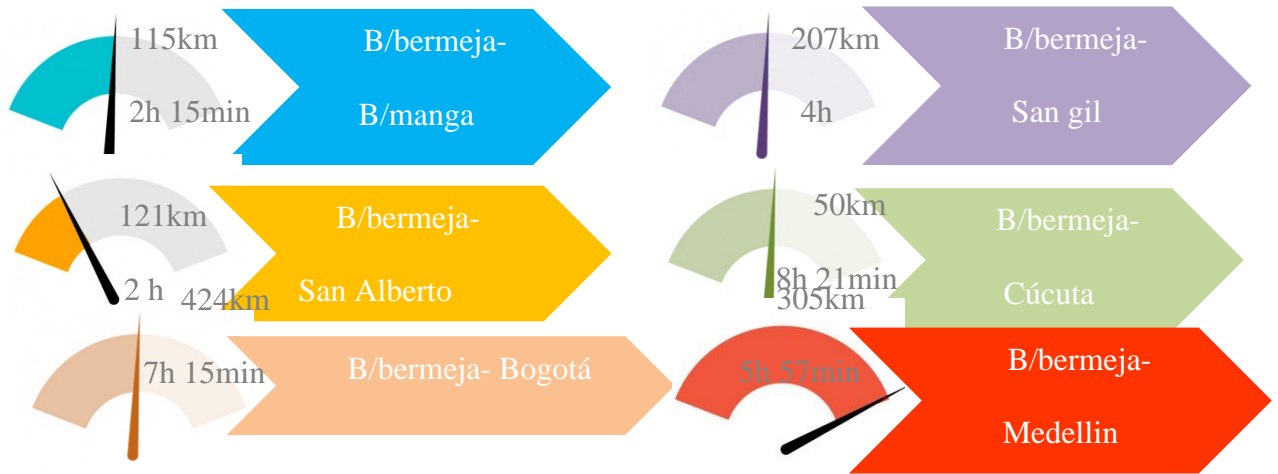 115km
2h 15min
B/bermeja-
B/manga
207km
4h
B/bermeja-
San gil
121km
2 h
B/bermeja-
San Alberto
50km
8h 21min
B/bermeja-
Cúcuta
424km
7h 15min
B/bermeja- Bogotá
305km
5h 57min
B/bermeja-
Medellin